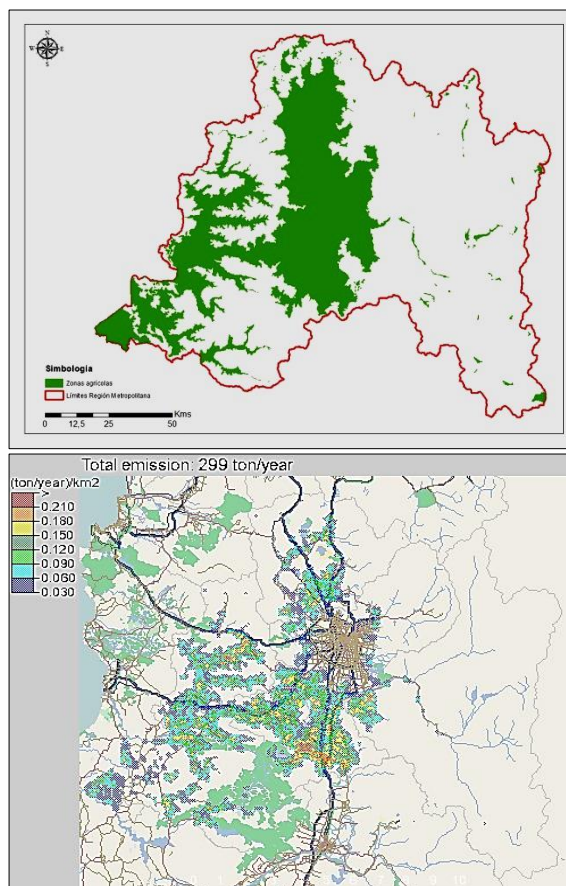 N
W E
S
Simbología
Zonas agrícolas
Límites Región Metropolitana
0 12,5 25 50
Kms
Total emission: 299 ton/year
(ton/year)/km2
>
0.210
0.180
0.150
0.120
0.090
0.060
0.030